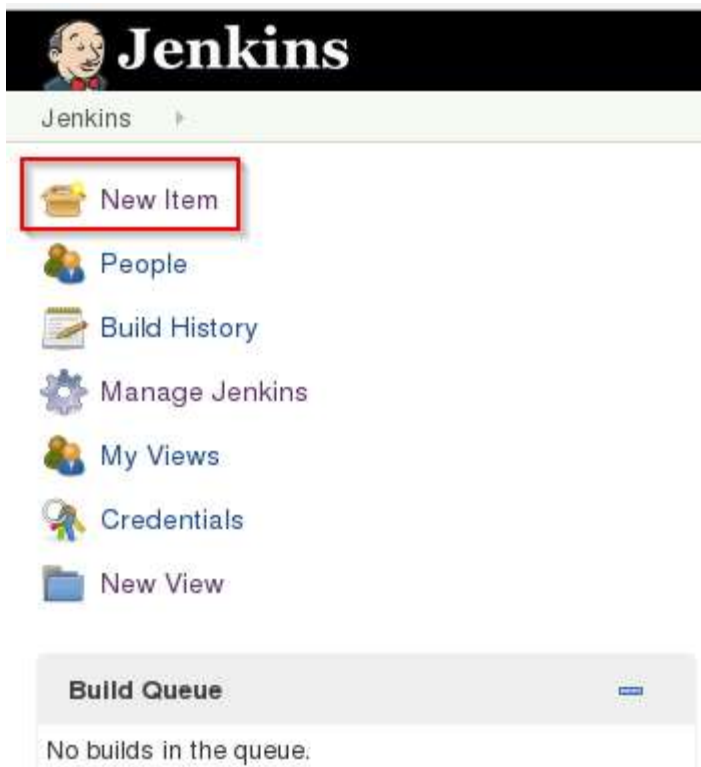 Jenkins
Jenkins
New Item
People
Build History
Manage Jenkins
My Views
Credentials
New View
Build Queue
No builds in the queue.